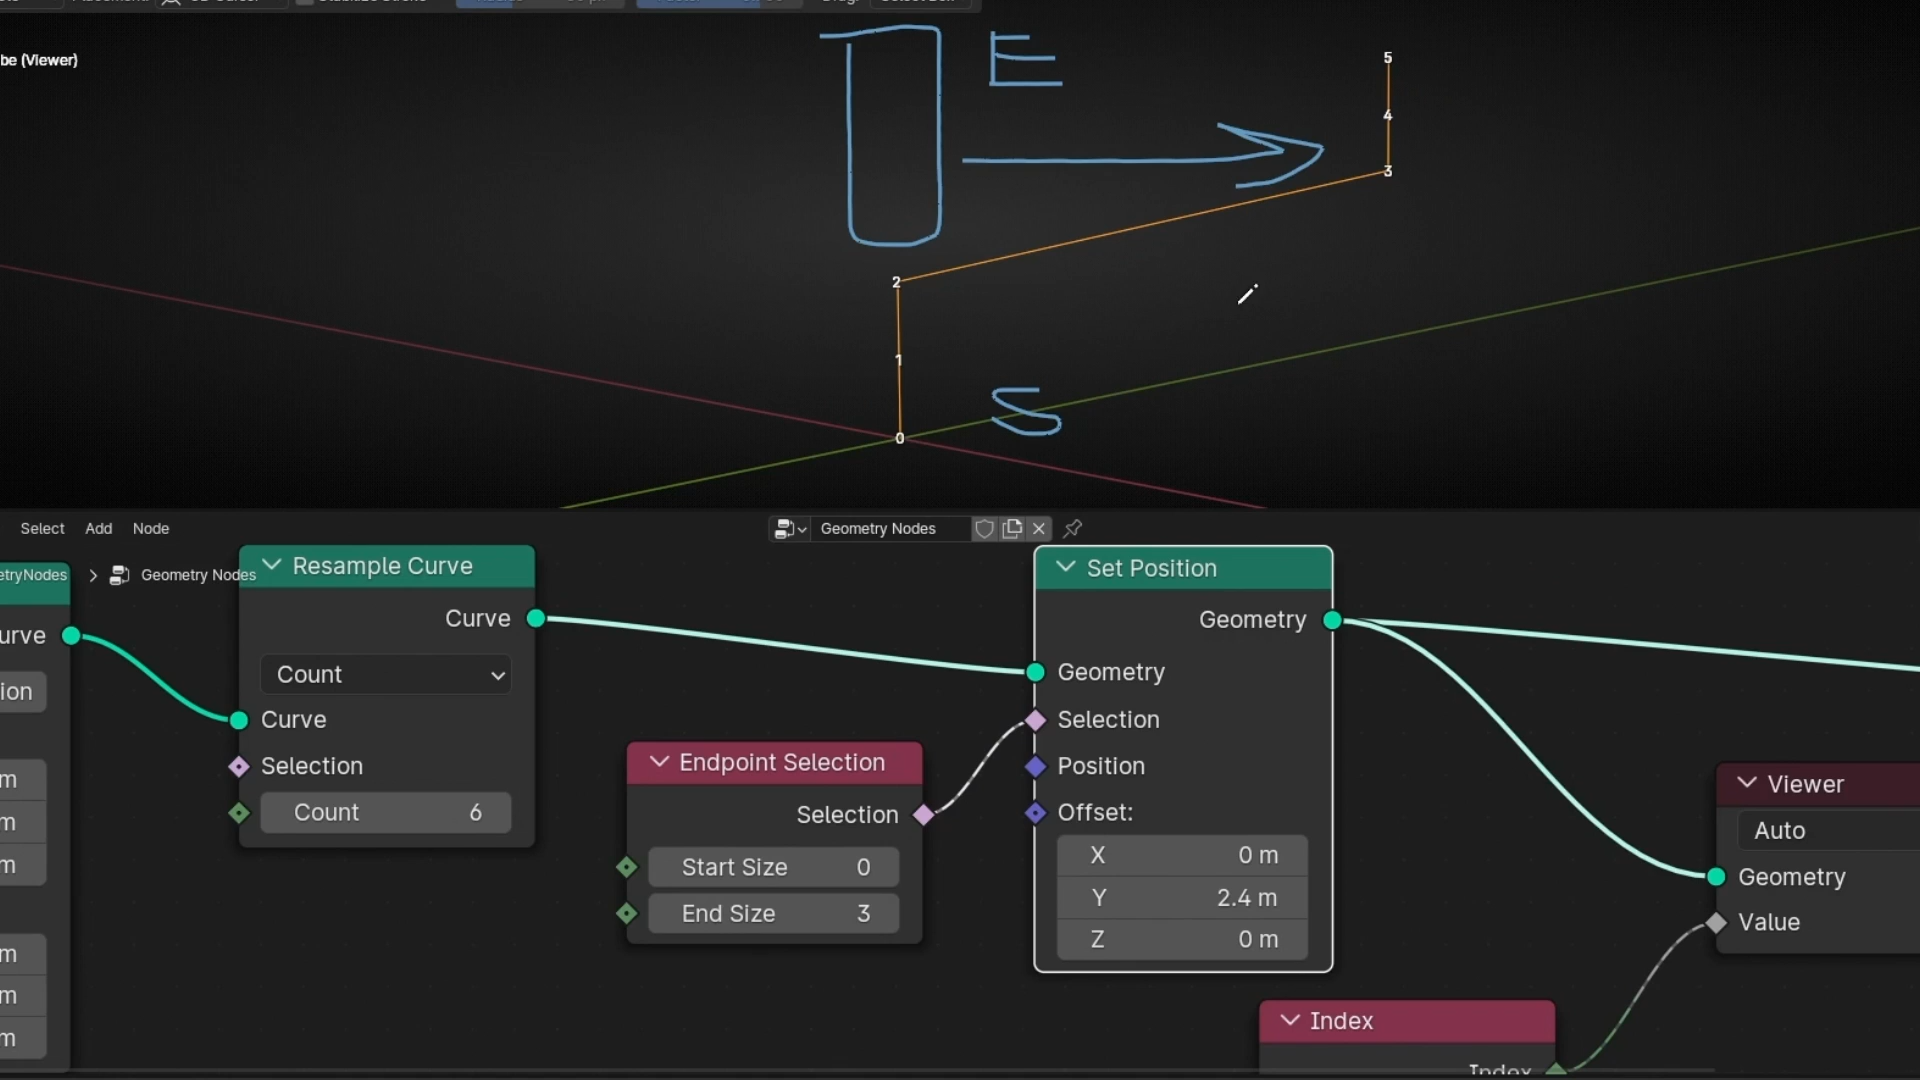 be (Viewer)
E
5
4
3
2
1
0
S
Select Add Node
Geometry Nodes
etryNodes > Geometry Nodes
Resample Curve
Curve
Count
Curve
Selection
Count 6
urve
ion
m
m
m
m
m
m
Endpoint Selection
Selection
Start Size 0
End Size 3
Set Position
Geometry
Geometry
Selection
Position
Offset:
X 0 m
Y 2.4 m
Z 0 m
Viewer
Auto
Geometry
Value
Index
Index